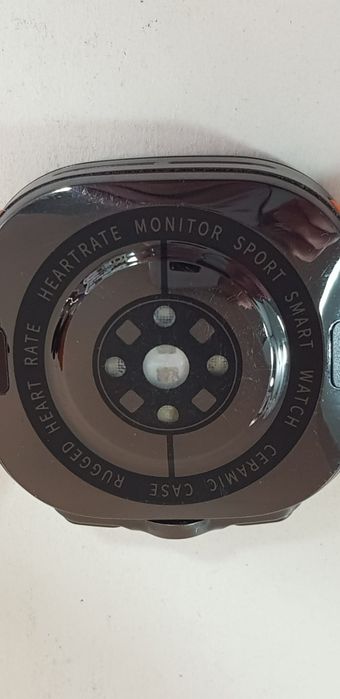 HEARTRATE MONITOR SPORT SMART WATCH
CERAMIC CASE
RUGGED HEART RATE